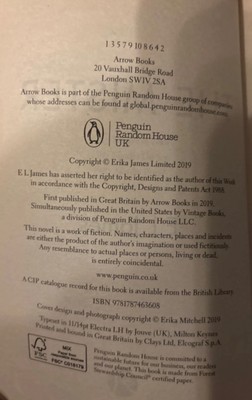 1 3 5 7 9 10 8 6 4 2
Arrow Books
20 Vauxhall Bridge Road
London SW1V 2SA
Arrow Books is part of the Penguin Random House group of companies
whose addresses can be found at global.penguinrandomhouse.com
Penguin
Random House
UK
Copyright © Erika James Limited 2019
E L James has asserted her right to be identified as the author of this Work
in accordance with the Copyright, Designs and Patents Act 1988
First published in Great Britain by Arrow Books in 2019.
Simultaneously published in the United States by Vintage Books,
a division of Penguin Random House LLC.
This novel is a work of fiction. Names, characters, places and incidents
are either the product of the author's imagination or used fictitiously.
Any resemblance to actual places or persons, living or dead,
is entirely coincidental.
www.penguin.co.uk
A CIP catalogue record for this book is available from the British Library.
ISBN 9781787463608
Cover design and photograph copyright © Erika Mitchell 2019
Typeset in 11/14pt Electra LH by Jouve (UK), Milton Keynes
Printed and bound in Great Britain by Clays Ltd, Elcograf S.p.A.
FSC
MIX
Penguin Random House is committed to a
sustainable future for our business, our readers
and our planet. This book is made from Forest
Stewardship Council® certified paper.